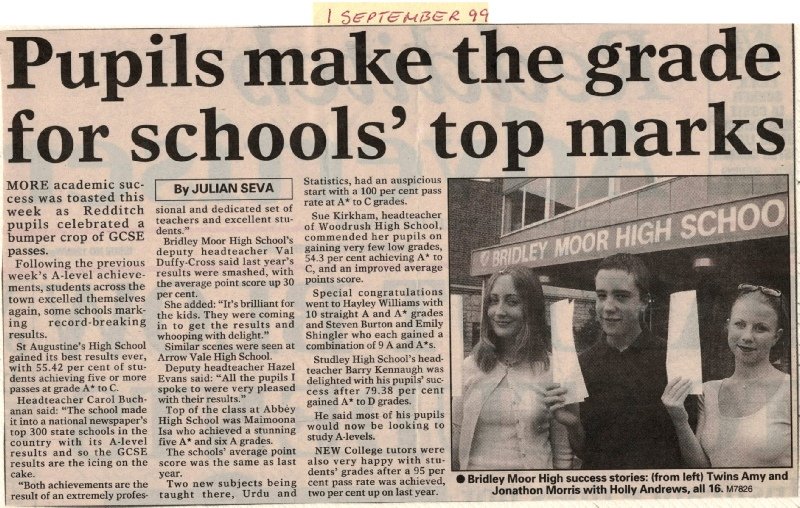 1 SEPTEMBER 99
Pupils make the grade
for schools' top marks
MORE academic suc-
cess was toasted this
week as Redditch
pupils celebrated a
bumper crop of GCSE
passes.
Following the previous
week's A-level achieve-
ments, students across the
town excelled themselves
again, some schools mark-
ing record-breaking
results.
St Augustine's High School
gained its best results ever,
with 55.42 per cent of stu-
dents achieving five or more
passes at grade A* to C.
Headteacher Carol Buch-
anan said: "The school made
it into a national newspaper's
top 300 state schools in the
country with its A-level
results and so the GCSE
results are the icing on the
cake.
"Both achievements are the
result of an extremely profes-
By JULIAN SEVA
sional and dedicated set of
teachers and excellent stu-
dents."
Bridley Moor High School's
deputy headteacher Val
Duffy-Cross said last year's
results were smashed, with
the average point score up 30
per cent.
She added: "It's brilliant for
the kids. They were coming
in to get the results and
whooping with delight."
Similar scenes were seen at
Arrow Vale High School.
Deputy headteacher Hazel
Evans said: "All the pupils I
spoke to were very pleased
with their results."
Top of the class at Abbey
High School was Maimoona
Isa who achieved a stunning
five A* and six A grades.
The schools' average point
score was the same as last
year.
Two new subjects being
taught there, Urdu and
Statistics, had an auspicious
start with a 100 per cent pass
rate at A* to C grades.
Sue Kirkham, headteacher
of Woodrush High School,
commended her pupils on
gaining very few low grades,
54.3 per cent achieving A* to
C, and an improved average
points score.
Special congratulations
went to Hayley Williams with
10 straight A and A* grades
and Steven Burton and Emily
Shingler who each gained a
combination of 9 A and A*s.
Studley High School's head-
teacher Barry Kennaugh was
delighted with his pupils' suc-
cess after 79.38 per cent
gained A* to D grades.
He said most of his pupils
would now be looking to
study A-levels.
NEW College tutors were
also very happy with stu-
dents' grades after a 95 per
cent pass rate was achieved,
two per cent up on last year.
BRIDLEY MOOR HIGH SCHOO
● Bridley Moor High success stories: (from left) Twins Amy and
Jonathon Morris with Holly Andrews, all 16. M7826